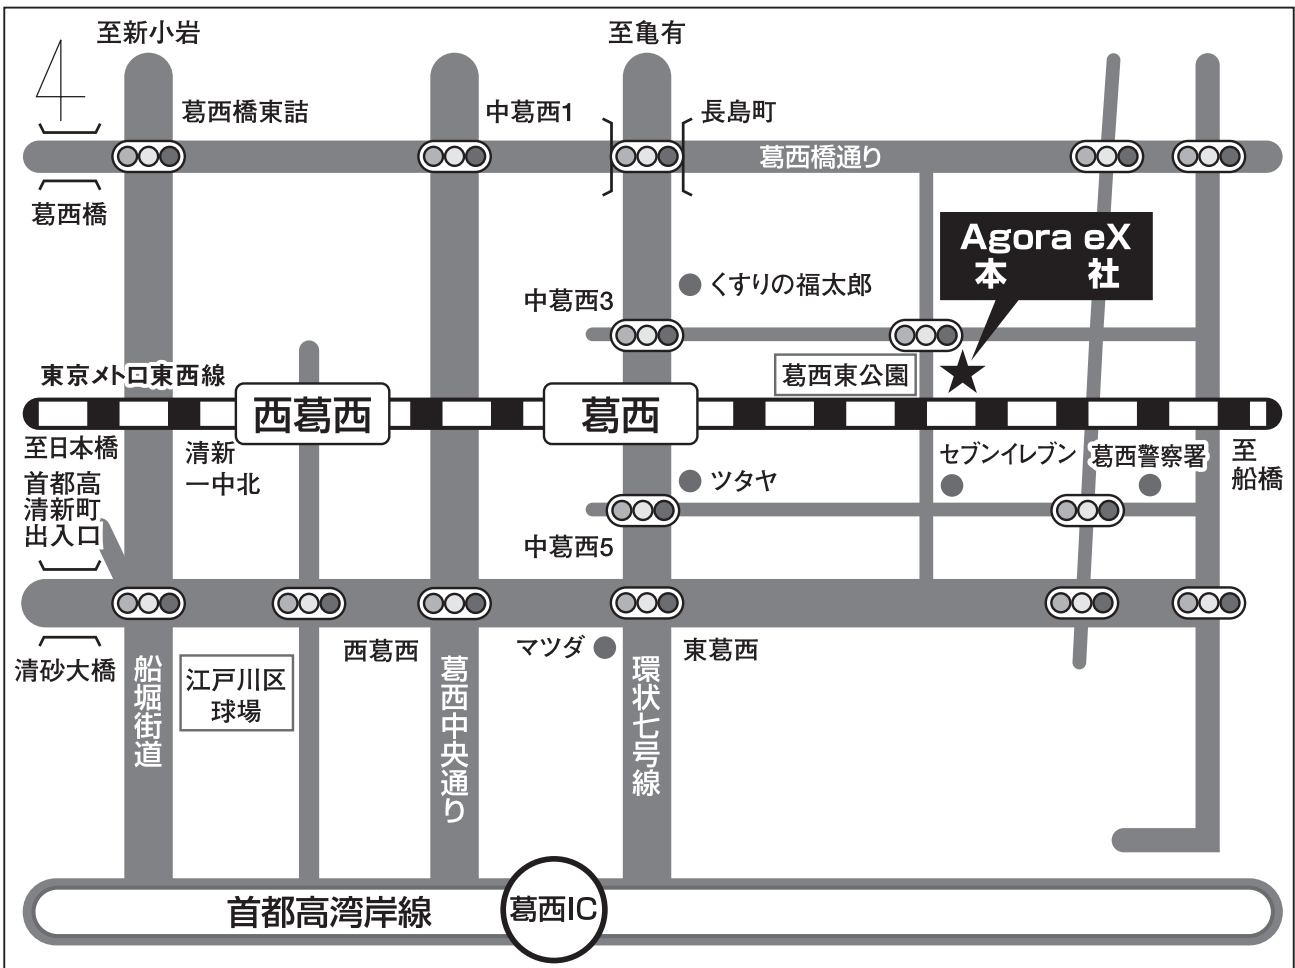 至新小岩
至亀有
葛西橋東詰
中葛西1
長島町
葛西橋通り
葛西橋
Agora eX
本　社
くすりの福太郎
中葛西3
葛西東公園
東京メトロ東西線
西葛西
葛西
至日本橋
清新
一中北
セブンイレブン
葛西警察署
至
船橋
首都高
清新町
出入口
ツタヤ
中葛西5
清砂大橋
西葛西
マツダ
東葛西
江戸川区
球場
船堀街道
葛西中央通り
環状七号線
首都高湾岸線
葛西IC